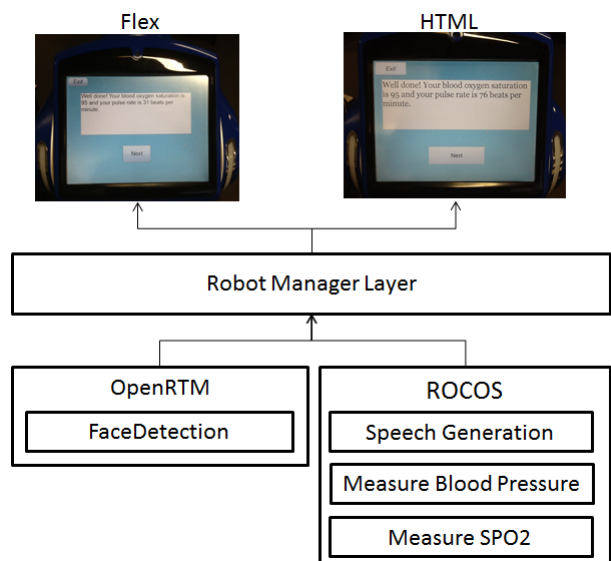 Flex
HTML
Exit
Well done! Your blood oxygen saturation is
95 and your pulse rate is 31 beats per
minute.
Next
Exit
Well done! Your blood oxygen saturation
is 95 and your pulse rate is 76 beats per
minute.
Next
Robot Manager Layer
OpenRTM
FaceDetection
ROCOS
Speech Generation
Measure Blood Pressure
Measure SPO2